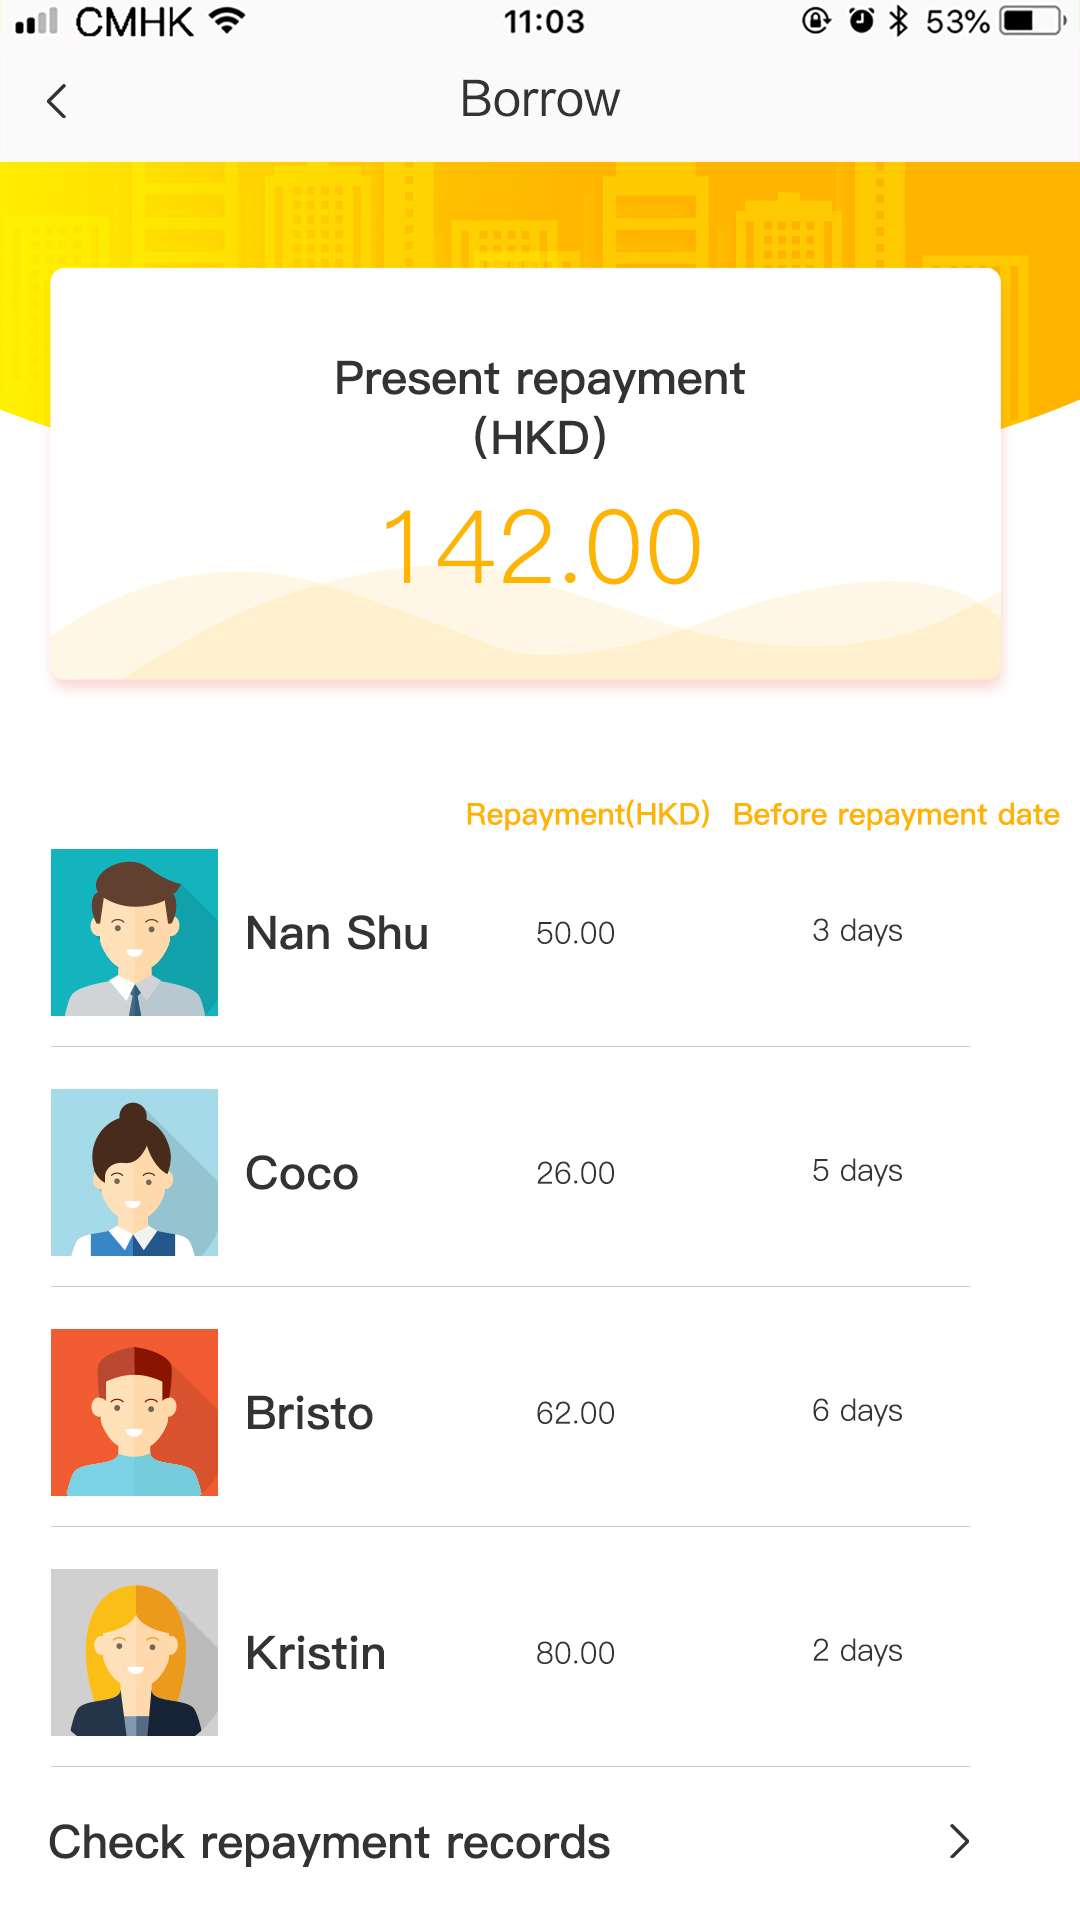 CMHK 11:03 53%
Borrow
Present repayment
(HKD)
142.00
Repayment(HKD) Before repayment date
Nan Shu 50.00 3 days
Coco 26.00 5 days
Bristo 62.00 6 days
Kristin 80.00 2 days
Check repayment records